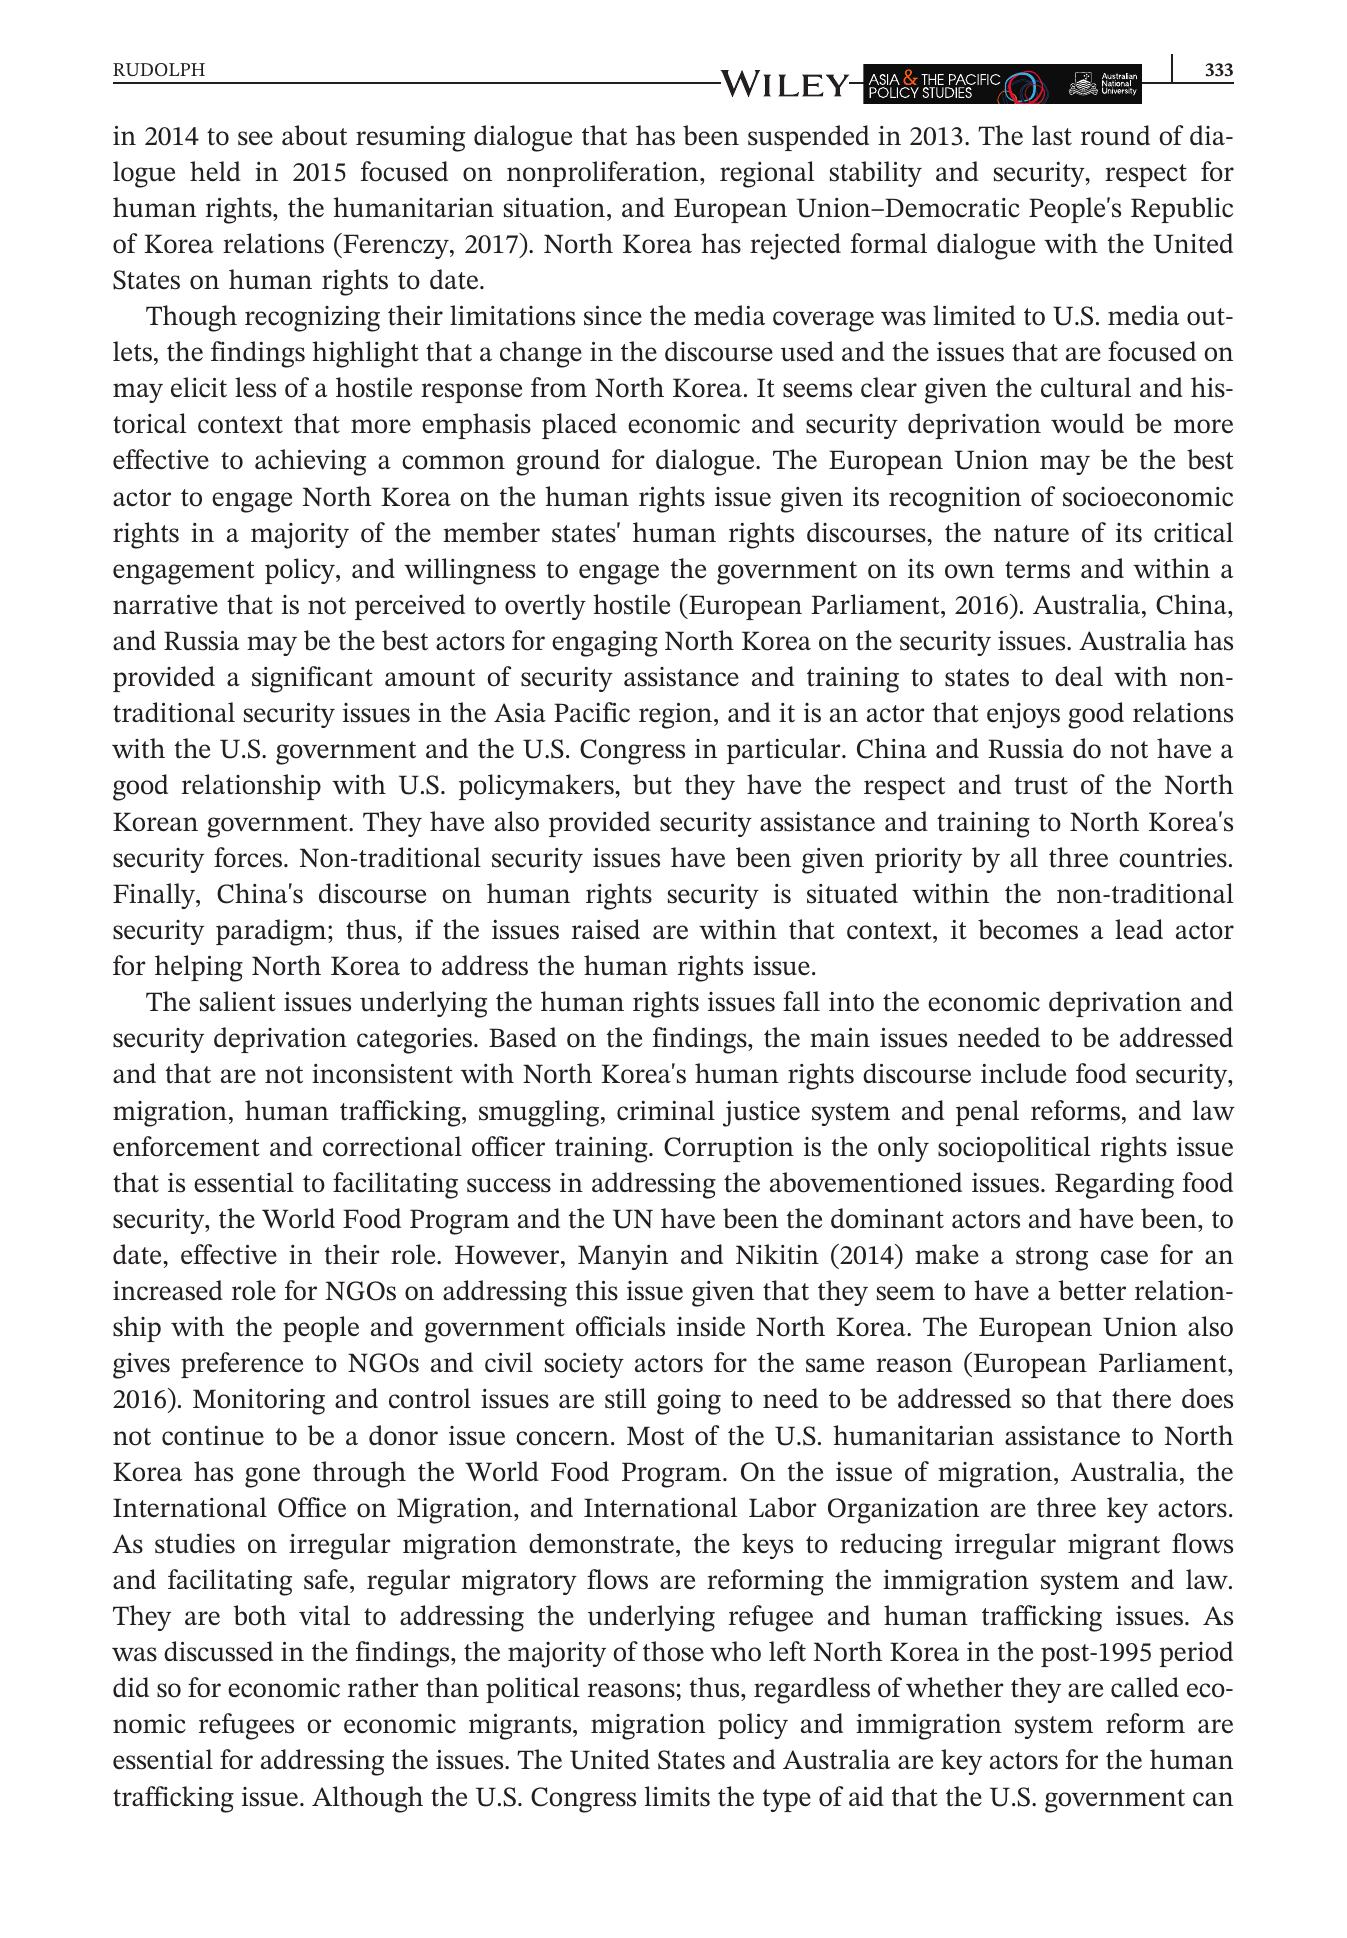 RUDOLPH
WILEY
ASIA & THE PACIFIC
POLICY STUDIES
Australian
National
University
333
in 2014 to see about resuming dialogue that has been suspended in 2013. The last round of dia-
logue held in 2015 focused on nonproliferation, regional stability and security, respect for
human rights, the humanitarian situation, and European Union–Democratic People's Republic
of Korea relations (Ferenczy, 2017). North Korea has rejected formal dialogue with the United
States on human rights to date.
Though recognizing their limitations since the media coverage was limited to U.S. media out-
lets, the findings highlight that a change in the discourse used and the issues that are focused on
may elicit less of a hostile response from North Korea. It seems clear given the cultural and his-
torical context that more emphasis placed economic and security deprivation would be more
effective to achieving a common ground for dialogue. The European Union may be the best
actor to engage North Korea on the human rights issue given its recognition of socioeconomic
rights in a majority of the member states' human rights discourses, the nature of its critical
engagement policy, and willingness to engage the government on its own terms and within a
narrative that is not perceived to overtly hostile (European Parliament, 2016). Australia, China,
and Russia may be the best actors for engaging North Korea on the security issues. Australia has
provided a significant amount of security assistance and training to states to deal with non-
traditional security issues in the Asia Pacific region, and it is an actor that enjoys good relations
with the U.S. government and the U.S. Congress in particular. China and Russia do not have a
good relationship with U.S. policymakers, but they have the respect and trust of the North
Korean government. They have also provided security assistance and training to North Korea's
security forces. Non-traditional security issues have been given priority by all three countries.
Finally, China's discourse on human rights security is situated within the non-traditional
security paradigm; thus, if the issues raised are within that context, it becomes a lead actor
for helping North Korea to address the human rights issue.
The salient issues underlying the human rights issues fall into the economic deprivation and
security deprivation categories. Based on the findings, the main issues needed to be addressed
and that are not inconsistent with North Korea's human rights discourse include food security,
migration, human trafficking, smuggling, criminal justice system and penal reforms, and law
enforcement and correctional officer training. Corruption is the only sociopolitical rights issue
that is essential to facilitating success in addressing the abovementioned issues. Regarding food
security, the World Food Program and the UN have been the dominant actors and have been, to
date, effective in their role. However, Manyin and Nikitin (2014) make a strong case for an
increased role for NGOs on addressing this issue given that they seem to have a better relation-
ship with the people and government officials inside North Korea. The European Union also
gives preference to NGOs and civil society actors for the same reason (European Parliament,
2016). Monitoring and control issues are still going to need to be addressed so that there does
not continue to be a donor issue concern. Most of the U.S. humanitarian assistance to North
Korea has gone through the World Food Program. On the issue of migration, Australia, the
International Office on Migration, and International Labor Organization are three key actors.
As studies on irregular migration demonstrate, the keys to reducing irregular migrant flows
and facilitating safe, regular migratory flows are reforming the immigration system and law.
They are both vital to addressing the underlying refugee and human trafficking issues. As
was discussed in the findings, the majority of those who left North Korea in the post-1995 period
did so for economic rather than political reasons; thus, regardless of whether they are called eco-
nomic refugees or economic migrants, migration policy and immigration system reform are
essential for addressing the issues. The United States and Australia are key actors for the human
trafficking issue. Although the U.S. Congress limits the type of aid that the U.S. government can